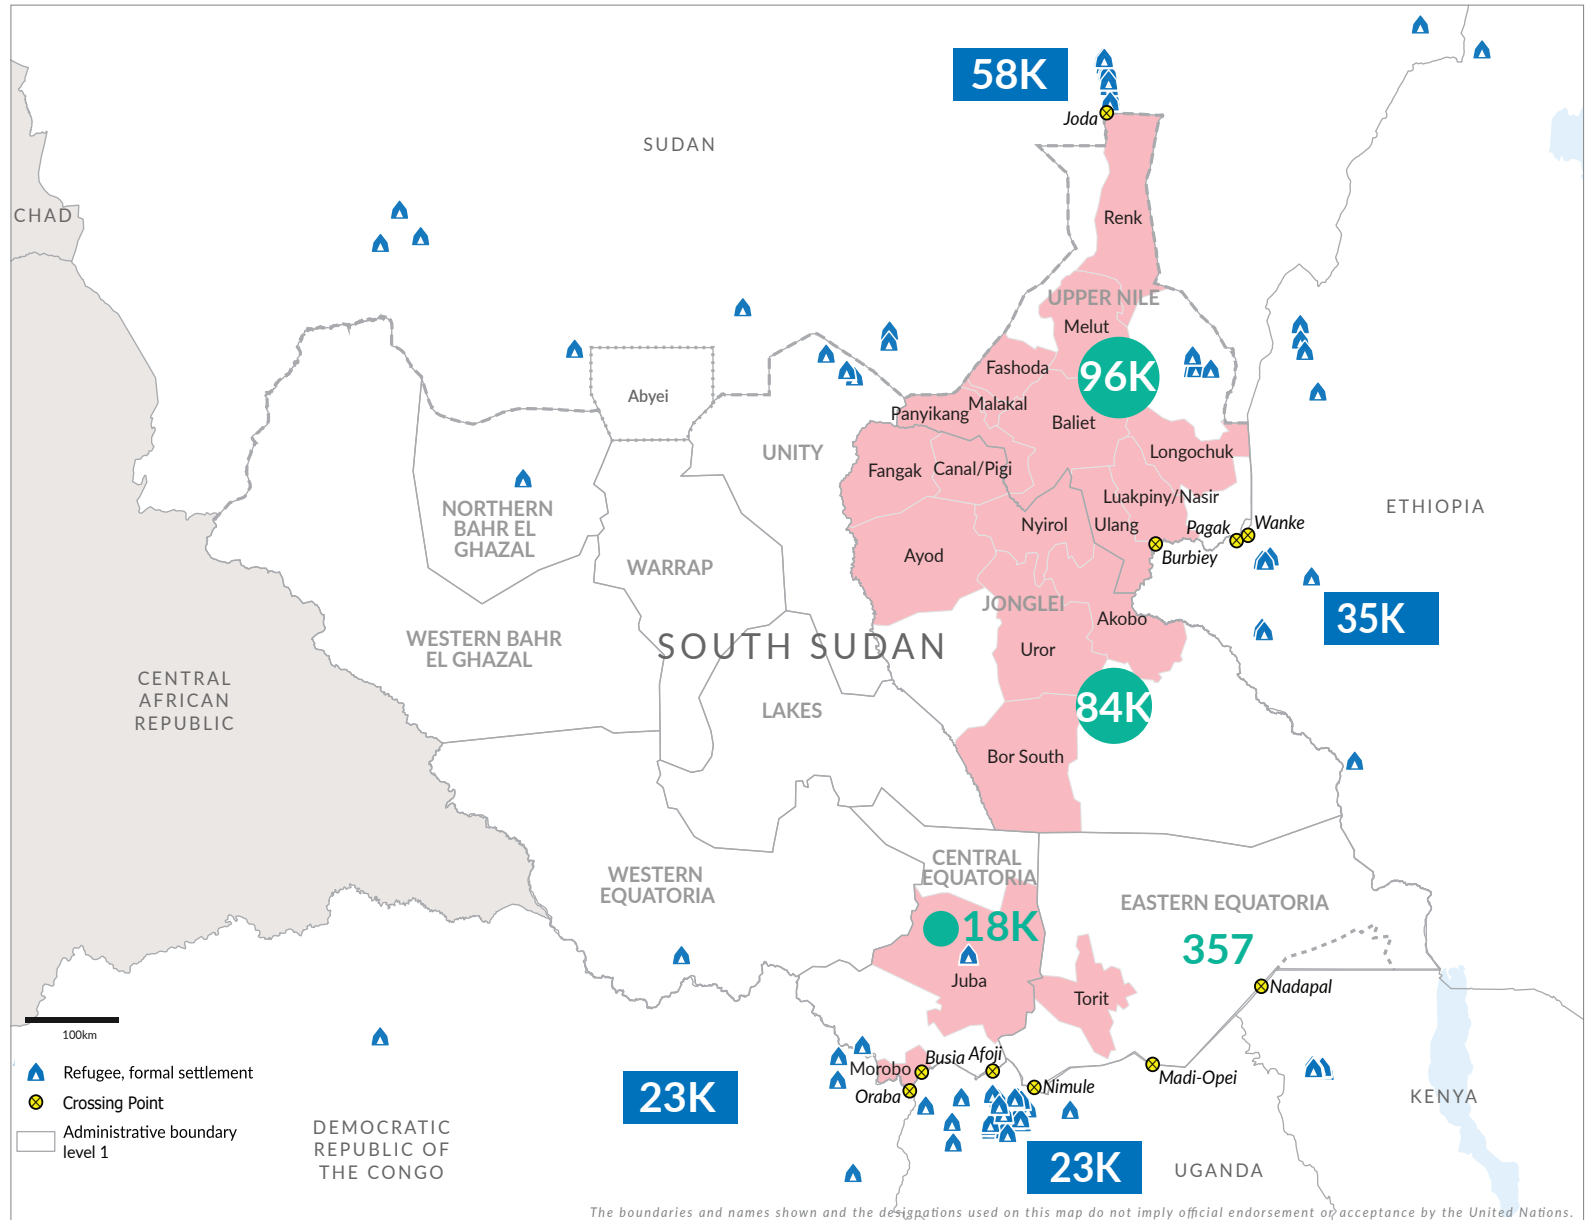 58K
Joda
SUDAN
CHAD
Renk
UPPER NILE
Melut
Fashoda
96K
Abyei
Malakal
Panyikang
Baliet
UNITY
Longochuk
Fangak
Canal/Pigi
Luakpiny/Nasir
NORTHERN
BAHR EL
GHAZAL
ETHIOPIA
Nyirol
Ulang
Pagak
Wanke
Ayod
Burbiey
WARRAP
JONGLEI
35K
Akobo
WESTERN BAHR
EL GHAZAL
SOUTH SUDAN
Uror
CENTRAL
AFRICAN
REPUBLIC
LAKES
84K
Bor South
CENTRAL
EQUATORIA
WESTERN
EQUATORIA
EASTERN EQUATORIA
18K
357
Juba
Torit
Nadapal
100km
Busia
Afoji
Morobo
Refugee, formal settlement
Madi-Opei
Nimule
Oraba
23K
Crossing Point
KENYA
Administrative boundary
level 1
DEMOCRATIC
REPUBLIC OF
THE CONGO
23K
UGANDA
The boundaries and names shown and the designations used on this map do not imply official endorsement or acceptance by the United Nations.